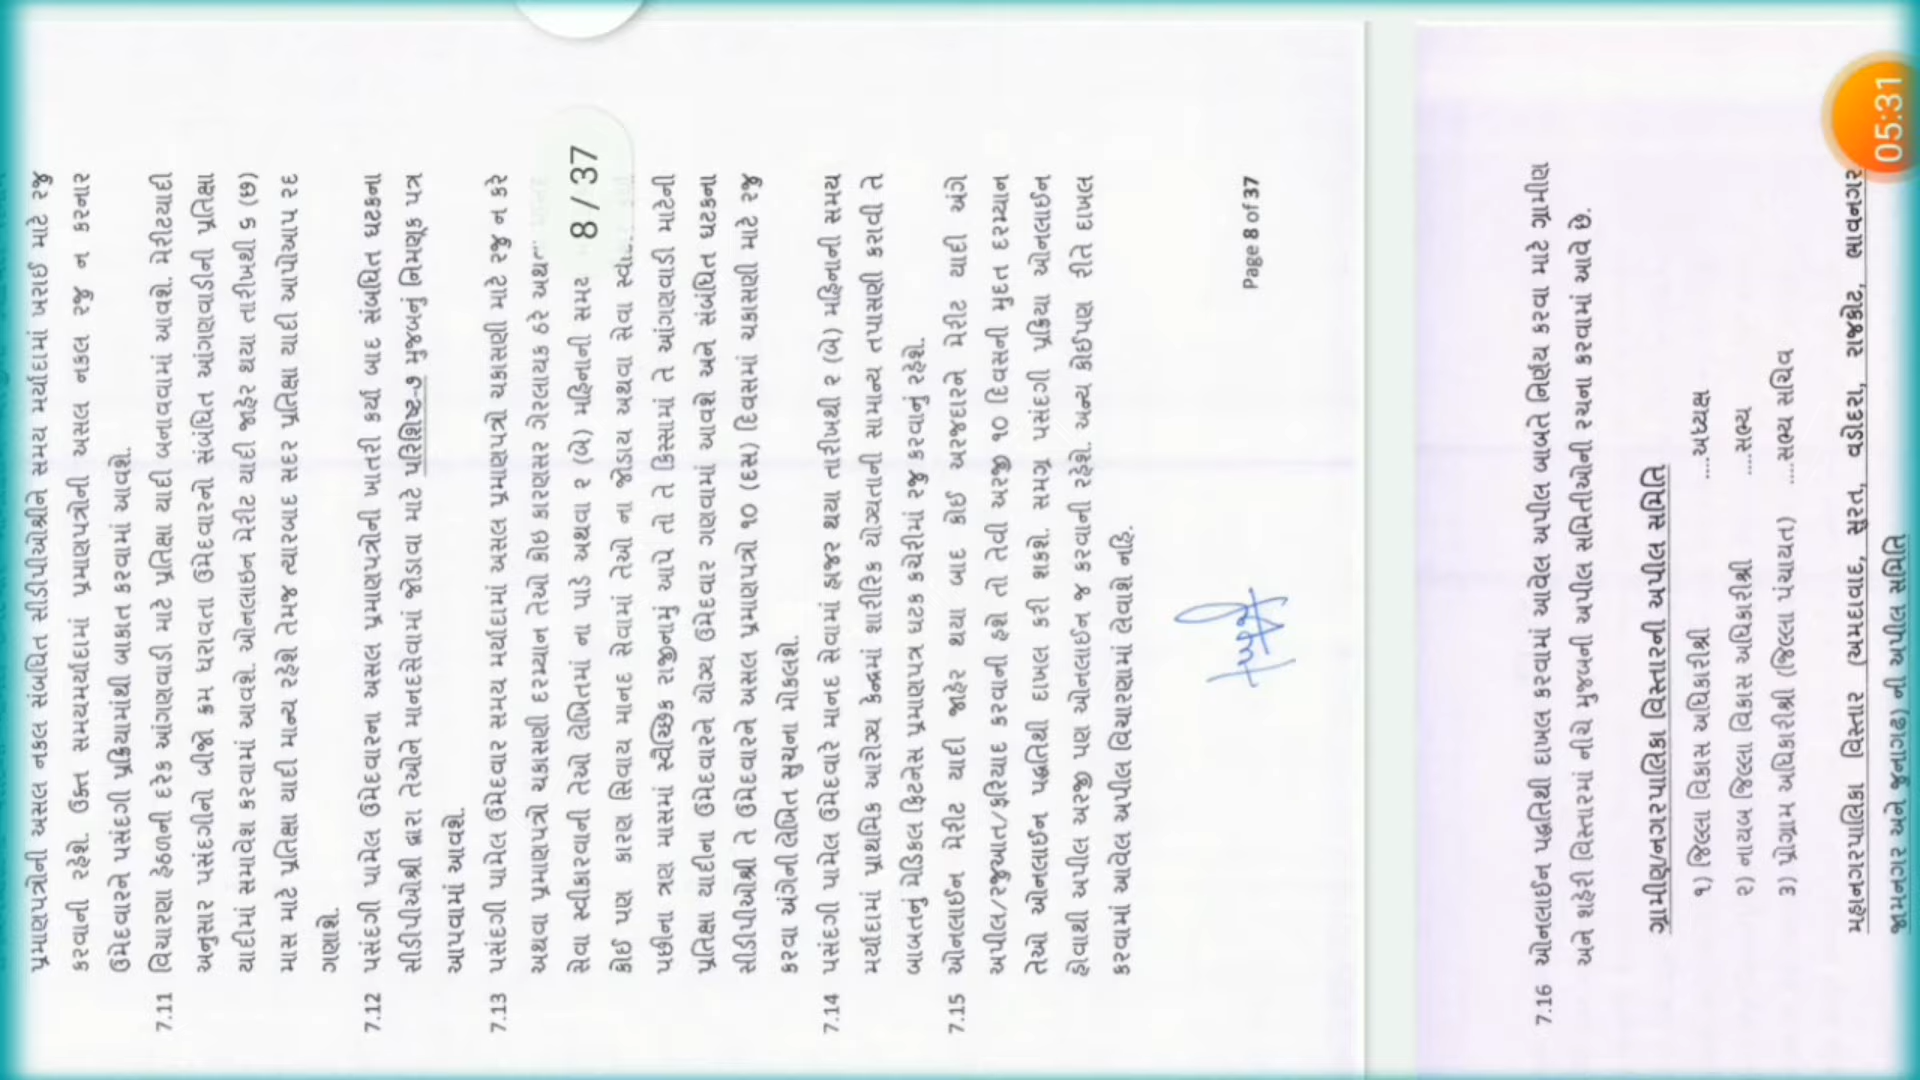 પ્રમાણપત્રોની અસલ નકલ સંબંધિત સીડીપીઓશ્રીને સમય મર્યાદામાં ખરાઈ માટે રજુ
કરવાની રહેશે. ઉક્ત સમયમર્યાદામાં પ્રમાણપત્રોની અસલ નકલ રજુ ન કરનાર
ઉમેદવારને પસંદગી પ્રક્રિયામાંથી બાકાત કરવામાં આવશે.
7.11 વિચારણા હેઠળની દરેક આંગણવાડી માટે પ્રતિક્ષા યાદી બનાવવામાં આવશે. મેરીટયાદી
અનુસાર પસંદગીનો બીજો ક્રમ ધરાવતા ઉમેદવારનો સંબંધિત આંગણવાડીની પ્રતિક્ષા
યાદીમાં સમાવેશ કરવામાં આવશે. ઓનલાઇન મેરીટ યાદી જાહેર થયા તારીખથી ૬ (છ)
માસ માટે પ્રતિક્ષા યાદી માન્ય રહેશે તેમજ ત્યારબાદ સદર પ્રતિક્ષા યાદી આપોઆપ રદ
ગણાશે.
7.12 પસંદગી પામેલ ઉમેદવારના અસલ પ્રમાણપત્રોની ખાતરી કર્યા બાદ સંબંધિત ઘટકના
સીડીપીઓશ્રી દ્વારા તેઓને માનદસેવામાં જોડાવા માટે પરિશિષ્ટ-૭ મુજબનું નિમણૂક પત્ર
આપવામાં આવશે.
7.13 પસંદગી પામેલ ઉમેદવાર સમય મર્યાદામાં અસલ પ્રમાણપત્રો ચકાસણી માટે રજુ ન કરે
અથવા પ્રમાણપત્રો ચકાસણી દરમ્યાન તેઓ કોઇ કારણસર ગેરલાયક ઠરે
સેવા સ્વીકારવાની તેઓ લેખિતમાં ના પાડે અથવા ૨ (બે) મહિનાની
8 / 37
કોઈ પણ કારણ સિવાય માનદ સેવામાં તેઓ ના જોડાય અથવા સેવા
પછીના ત્રણ માસમાં સ્વૈચ્છિક રાજીનામું આપે તો તે કિસ્સામાં તે આંગણવાડી માટેની
પ્રતિક્ષા યાદીના ઉમેદવારને યોગ્ય ઉમેદવાર ગણવામાં આવશે અને સંબંધિત ઘટકના
સીડીપીઓશ્રી તે ઉમેદવારને અસલ પ્રમાણપત્રો ૧૦ (દસ) દિવસમાં ચકાસણી માટે રજુ
કરવા અંગેની લેખિત સુચના મોકલશે.
7.14 પસંદગી પામેલ ઉમેદવારે માનદ સેવામાં હાજર થયા તારીખથી ૨ (બે) મહિનાની સમય
મર્યાદામાં પ્રાથમિક આરોગ્ય કેન્દ્રમાં શારીરિક યોગ્યતાની સામાન્ય તપાસણી કરાવી તે
બાબતનું મેડિકલ ફિટનેસ પ્રમાણપત્ર ઘટક કચેરીમાં રજુ કરવાનું રહેશે.
7.15 ઓનલાઈન મેરીટ યાદી જાહેર થયા બાદ કોઈ અરજદારને મેરીટ યાદી અંગે
અપીલ/રજુઆત/ફરિયાદ કરવાની હશે તો તેવી અરજી ૧૦ દિવસની મુદત દરમ્યાન
તેઓ ઓનલાઈન પદ્ધતિથી દાખલ કરી શકશે. સમગ્ર પસંદગી પ્રક્રિયા ઓનલાઈન
હોવાથી અપીલ અરજી પણ ઓનલાઈન જ કરવાની રહેશે. અન્ય કોઈપણ રીતે દાખલ
કરવામાં આવેલ અપીલ વિચારણામાં લેવાશે નહિ.
Page 8 of 37
7.16 ઓનલાઈન પદ્ધતિથી દાખલ કરવામાં આવેલ અપીલ બાબતે નિર્ણય કરવા માટે ગ્રામીણ
અને શહેરી વિસ્તારમાં નીચે મુજબની અપીલ સમિતીઓની રચના કરવામાં આવે છે.
ગ્રામીણ/નગરપાલિકા વિસ્તારની અપીલ સમિતિ
૧) જિલ્લા વિકાસ અધિકારીશ્રી ....અધ્યક્ષ
૨) નાયબ જિલ્લા વિકાસ અધિકારીશ્રી ....સભ્ય
૩) પ્રોગ્રામ અધિકારીશ્રી (જિલ્લા પંચાયત) ....સભ્ય સચિવ
મહાનગરપાલિકા વિસ્તાર (અમદાવાદ, સુરત, વડોદરા, રાજકોટ, ભાવનગર
જામનગર અને જુનાગઢ) ની અપીલ સમિતિ
05:31